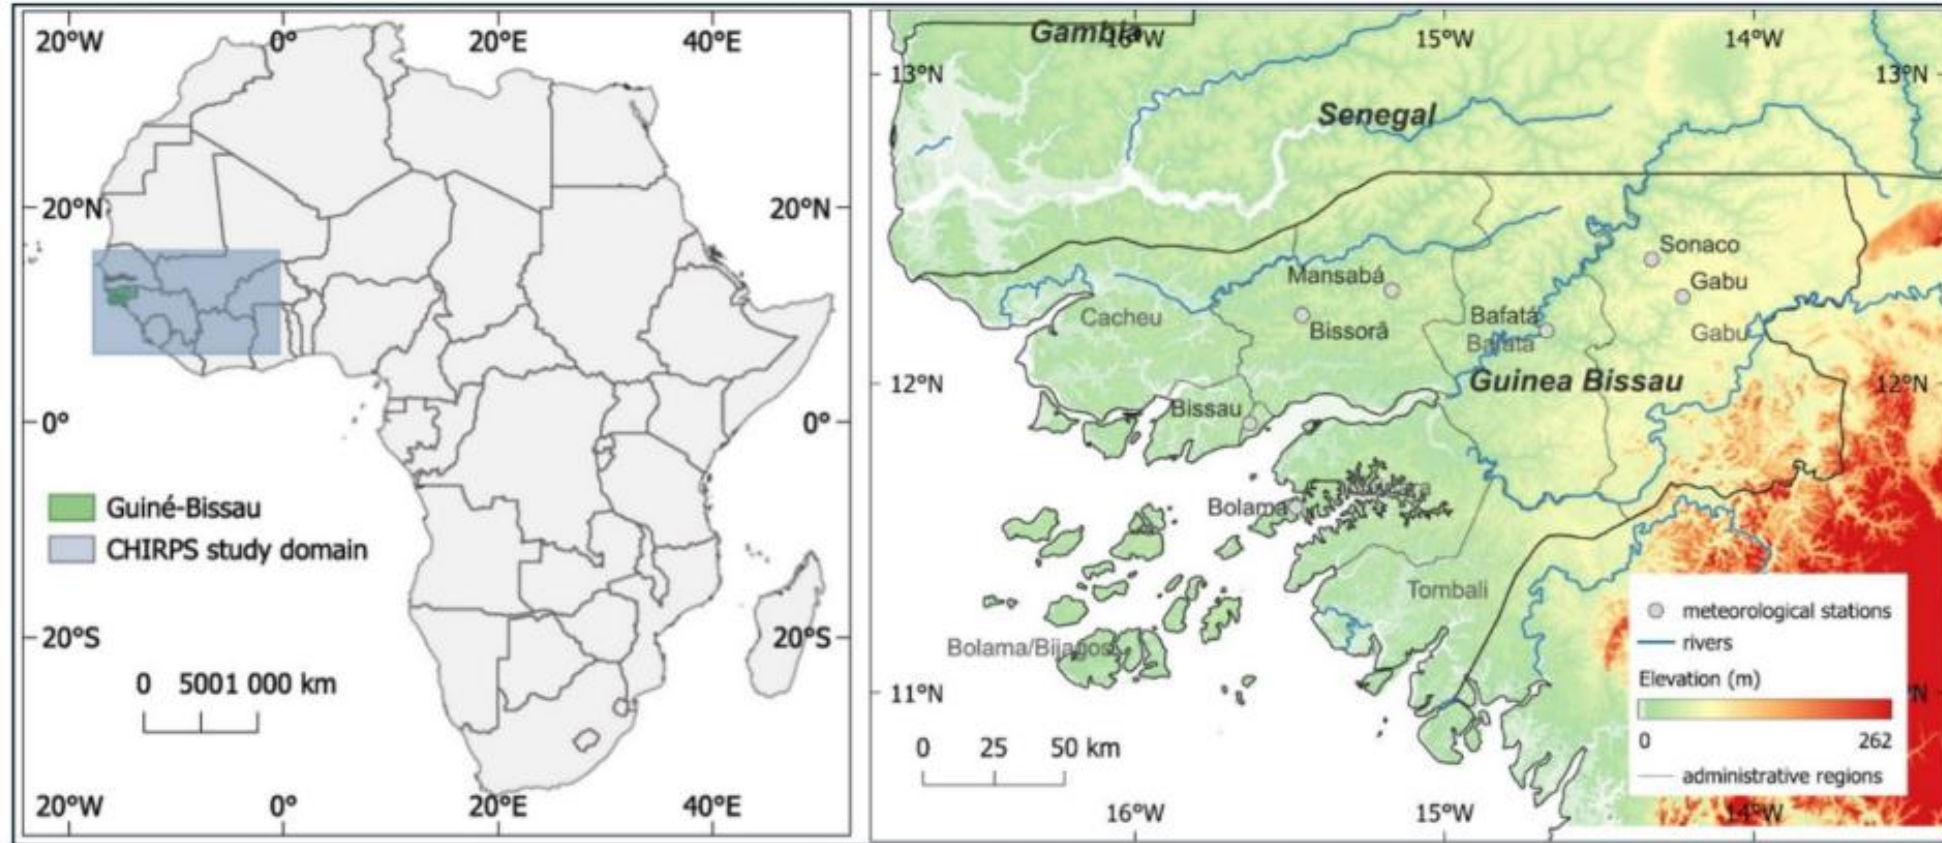 20°W 0° 20°E 40°E
20°N 20°N
0° 0°
20°S 20°S
Guiné-Bissau
CHIRPS study domain
0 5001 000 km
20°W 0° 20°E 40°E
Gambia
16°W 15°W 14°W
13°N 13°N
Senegal
Sonaco
Mansabá
Gabu
Cacheu
Bissorã
Bafatá
Gabu
Bafatá
12°N 12°N
Guinea Bissau
Bissau
Bolama
Tombali
Bolama/Bijagos
11°N
0 25 50 km
meteorological stations
rivers
Elevation (m)
0 262
administrative regions
16°W 15°W 14°W